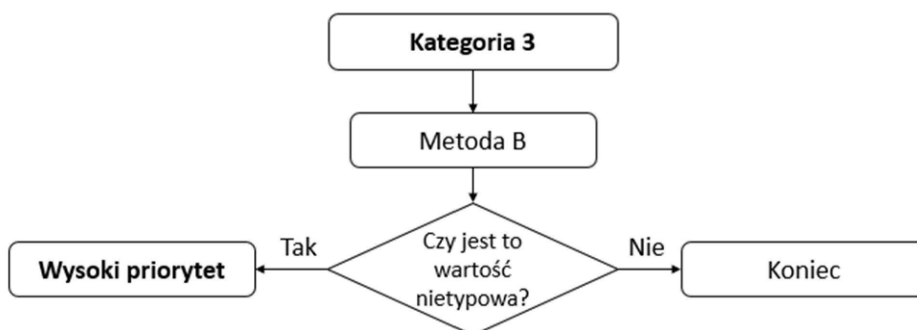 Kategoria 3
Metoda B
Tak
Czy jest to
wartość
nietypowa?
Nie
Wysoki priorytet
Koniec